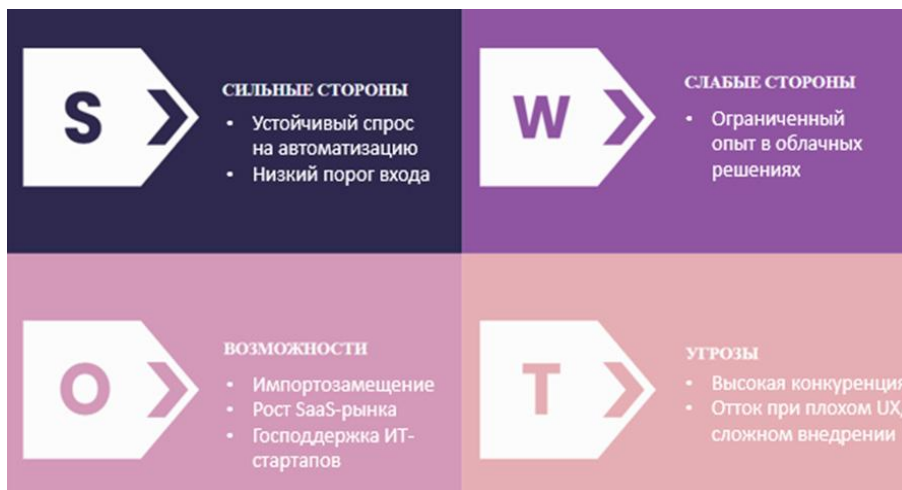 S
СИЛЬНЫЕ СТОРОНЫ
• Устойчивый спрос
на автоматизацию
• Низкий порог входа
W
СЛАБЫЕ СТОРОНЫ
• Ограниченный
опыт в облачных
решениях
O
ВОЗМОЖНОСТИ
• Импортозамещение
• Рост SaaS-рынка
• Господдержка ИТ-
стартапов
T
УГРОЗЫ
• Высокая конкуренция
• Отток при плохом UX,
сложном внедрении